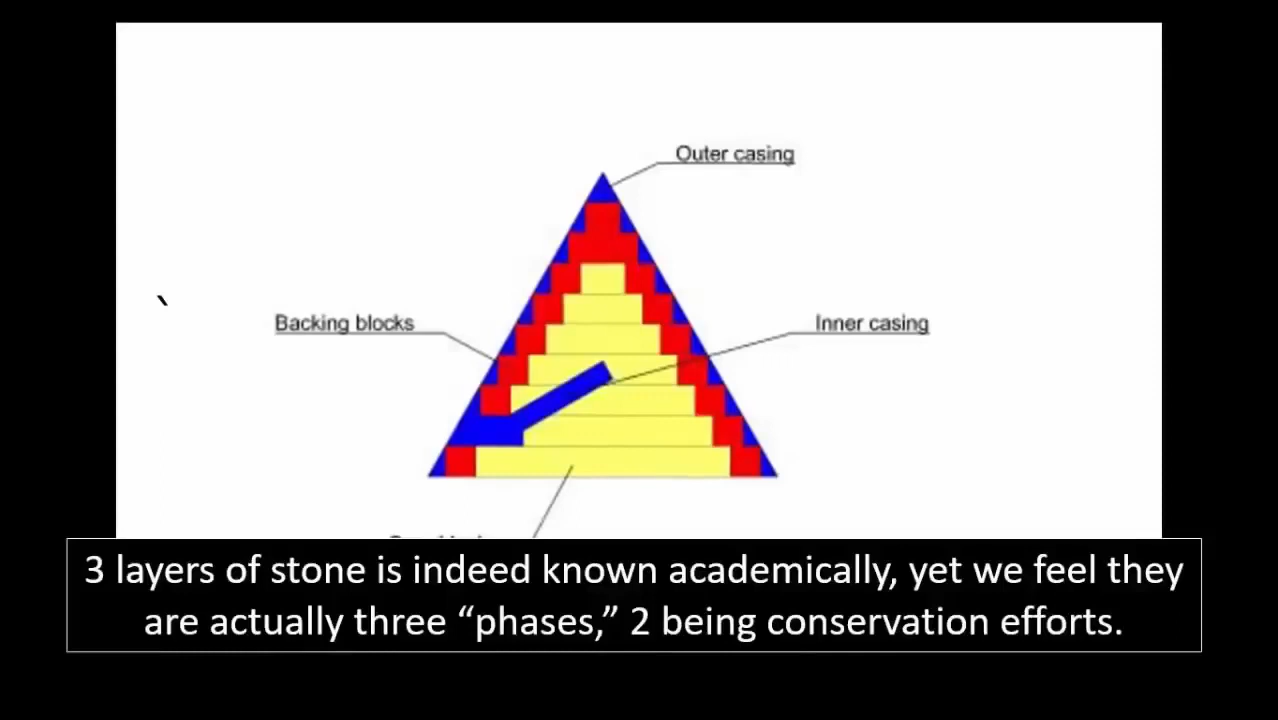 Outer casing
Backing blocks
Inner casing
3 layers of stone is indeed known academically, yet we feel they
are actually three “phases,” 2 being conservation efforts.